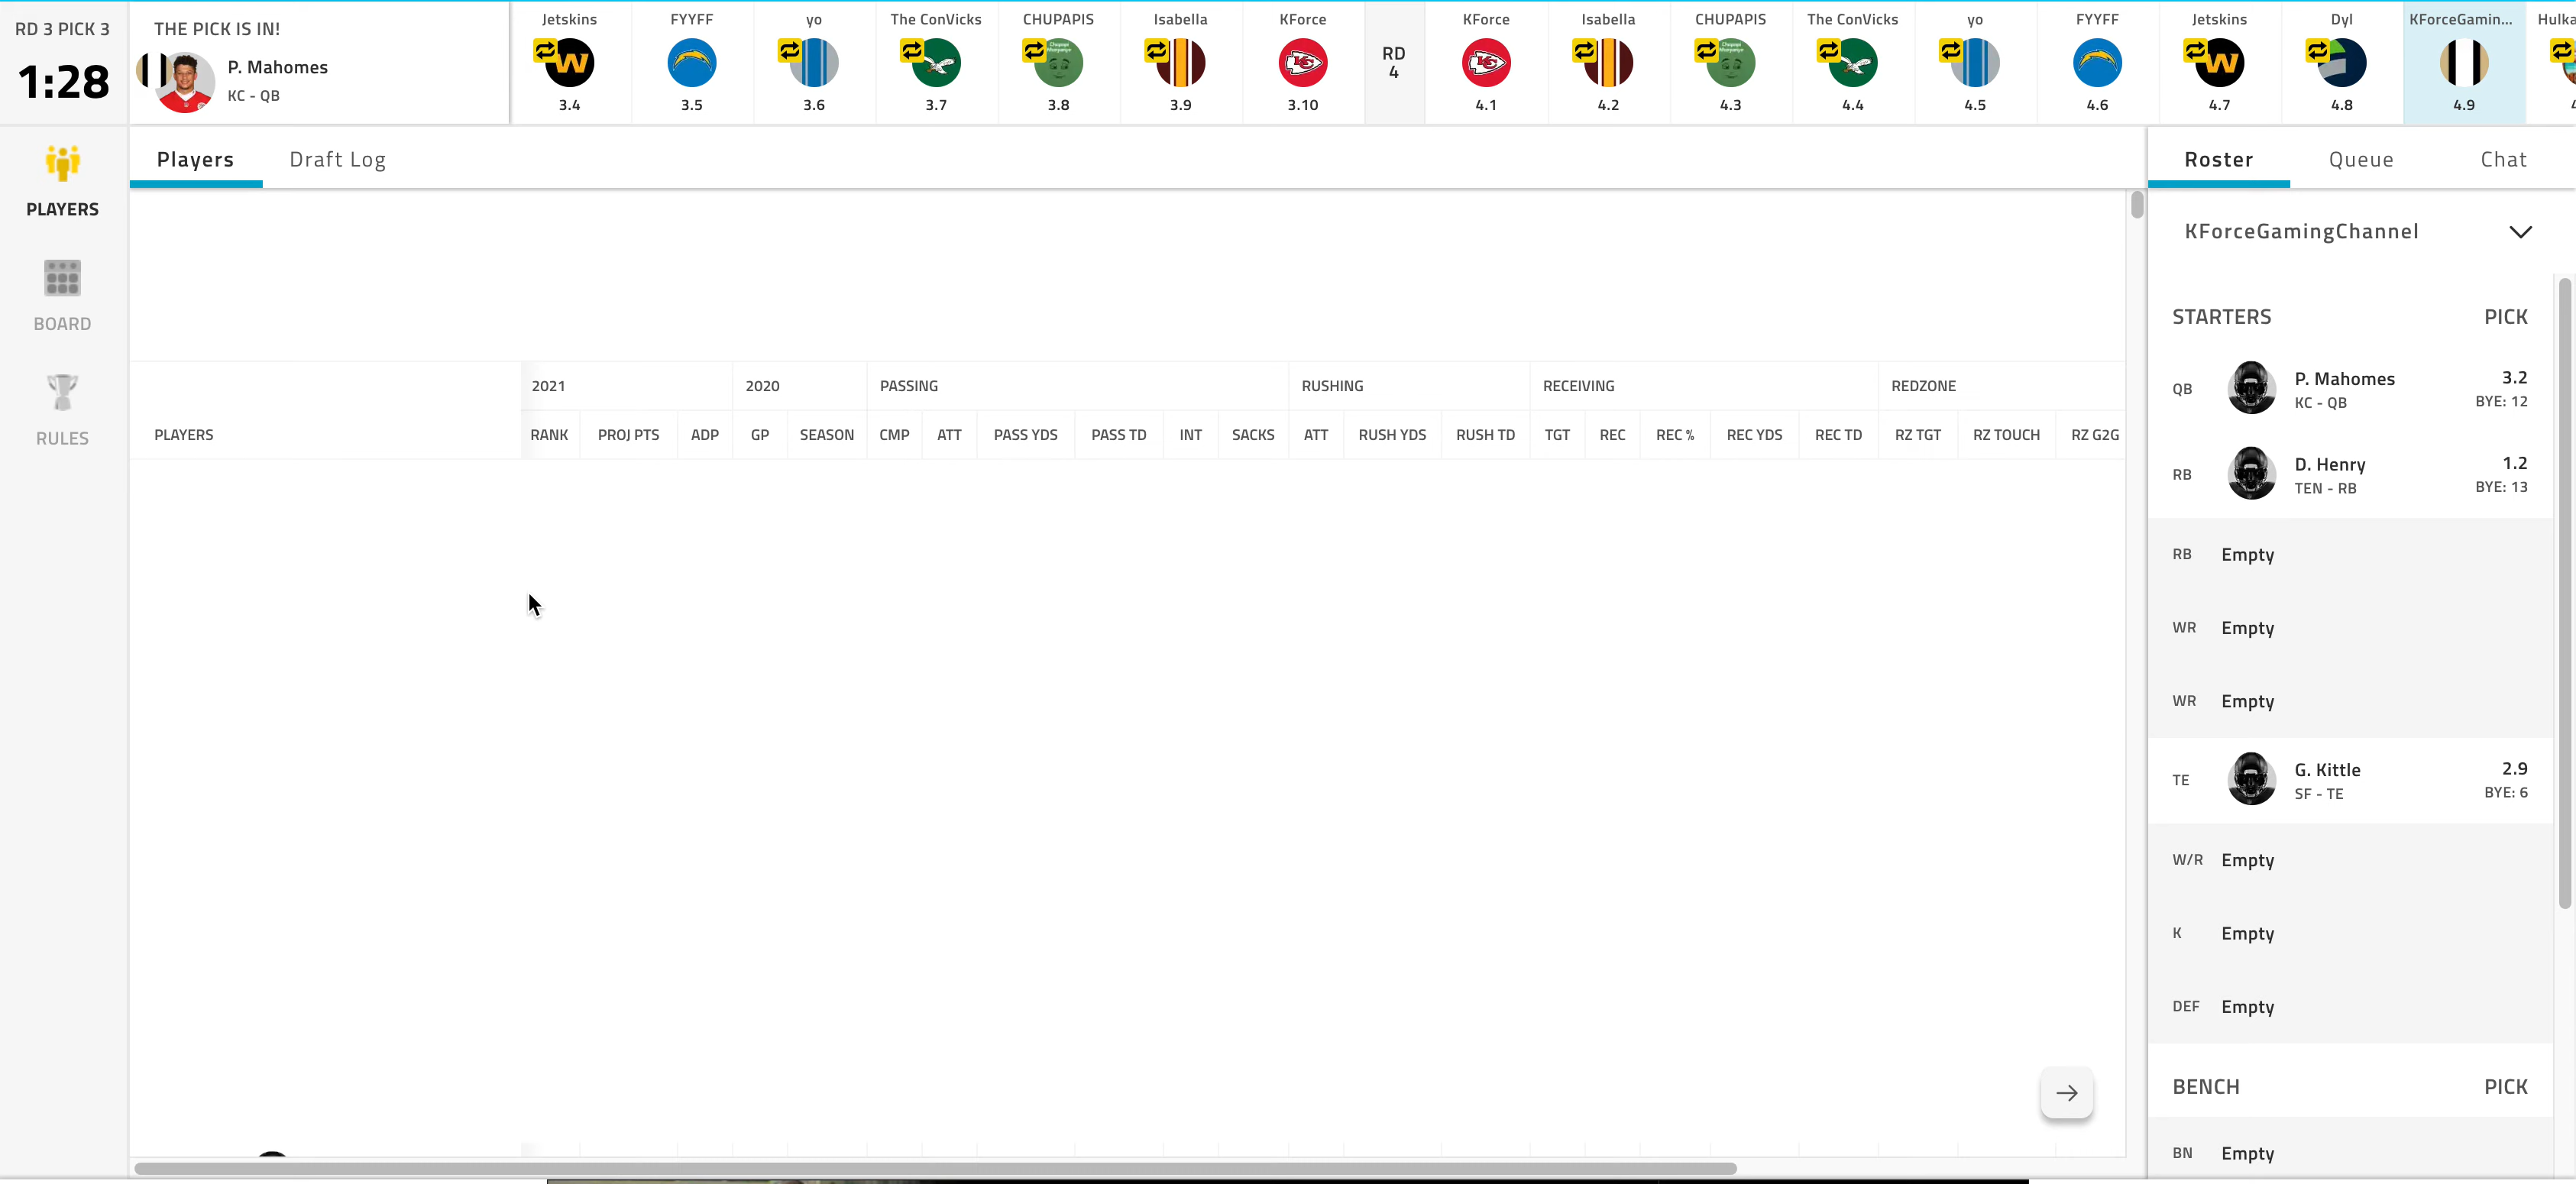 RD 3 PICK 3
1:28
THE PICK IS IN!
P. Mahomes
KC - QB
Jetskins
3.4
FYYFF
3.5
yo
3.6
The ConVicks
3.7
CHUPAPIS
3.8
Isabella
3.9
KForce
3.10
RD
4
KForce
4.1
Isabella
4.2
CHUPAPIS
4.3
The ConVicks
4.4
yo
4.5
FYYFF
4.6
Jetskins
4.7
Dyl
4.8
KForceGamin...
4.9
PLAYERS
BOARD
RULES
Players Draft Log
2021 2020 PASSING RUSHING RECEIVING REDZONE
PLAYERS RANK PROJ PTS ADP GP SEASON CMP ATT PASS YDS PASS TD INT SACKS ATT RUSH YDS RUSH TD TGT REC REC % REC YDS REC TD RZ TGT RZ TOUCH RZ G2G
Roster Queue Chat
KForceGamingChannel
STARTERS PICK
QB P. Mahomes 3.2
KC - QB BYE: 12
RB D. Henry 1.2
TEN - RB BYE: 13
RB Empty
WR Empty
WR Empty
TE G. Kittle 2.9
SF - TE BYE: 6
W/R Empty
K Empty
DEF Empty
BENCH PICK
BN Empty